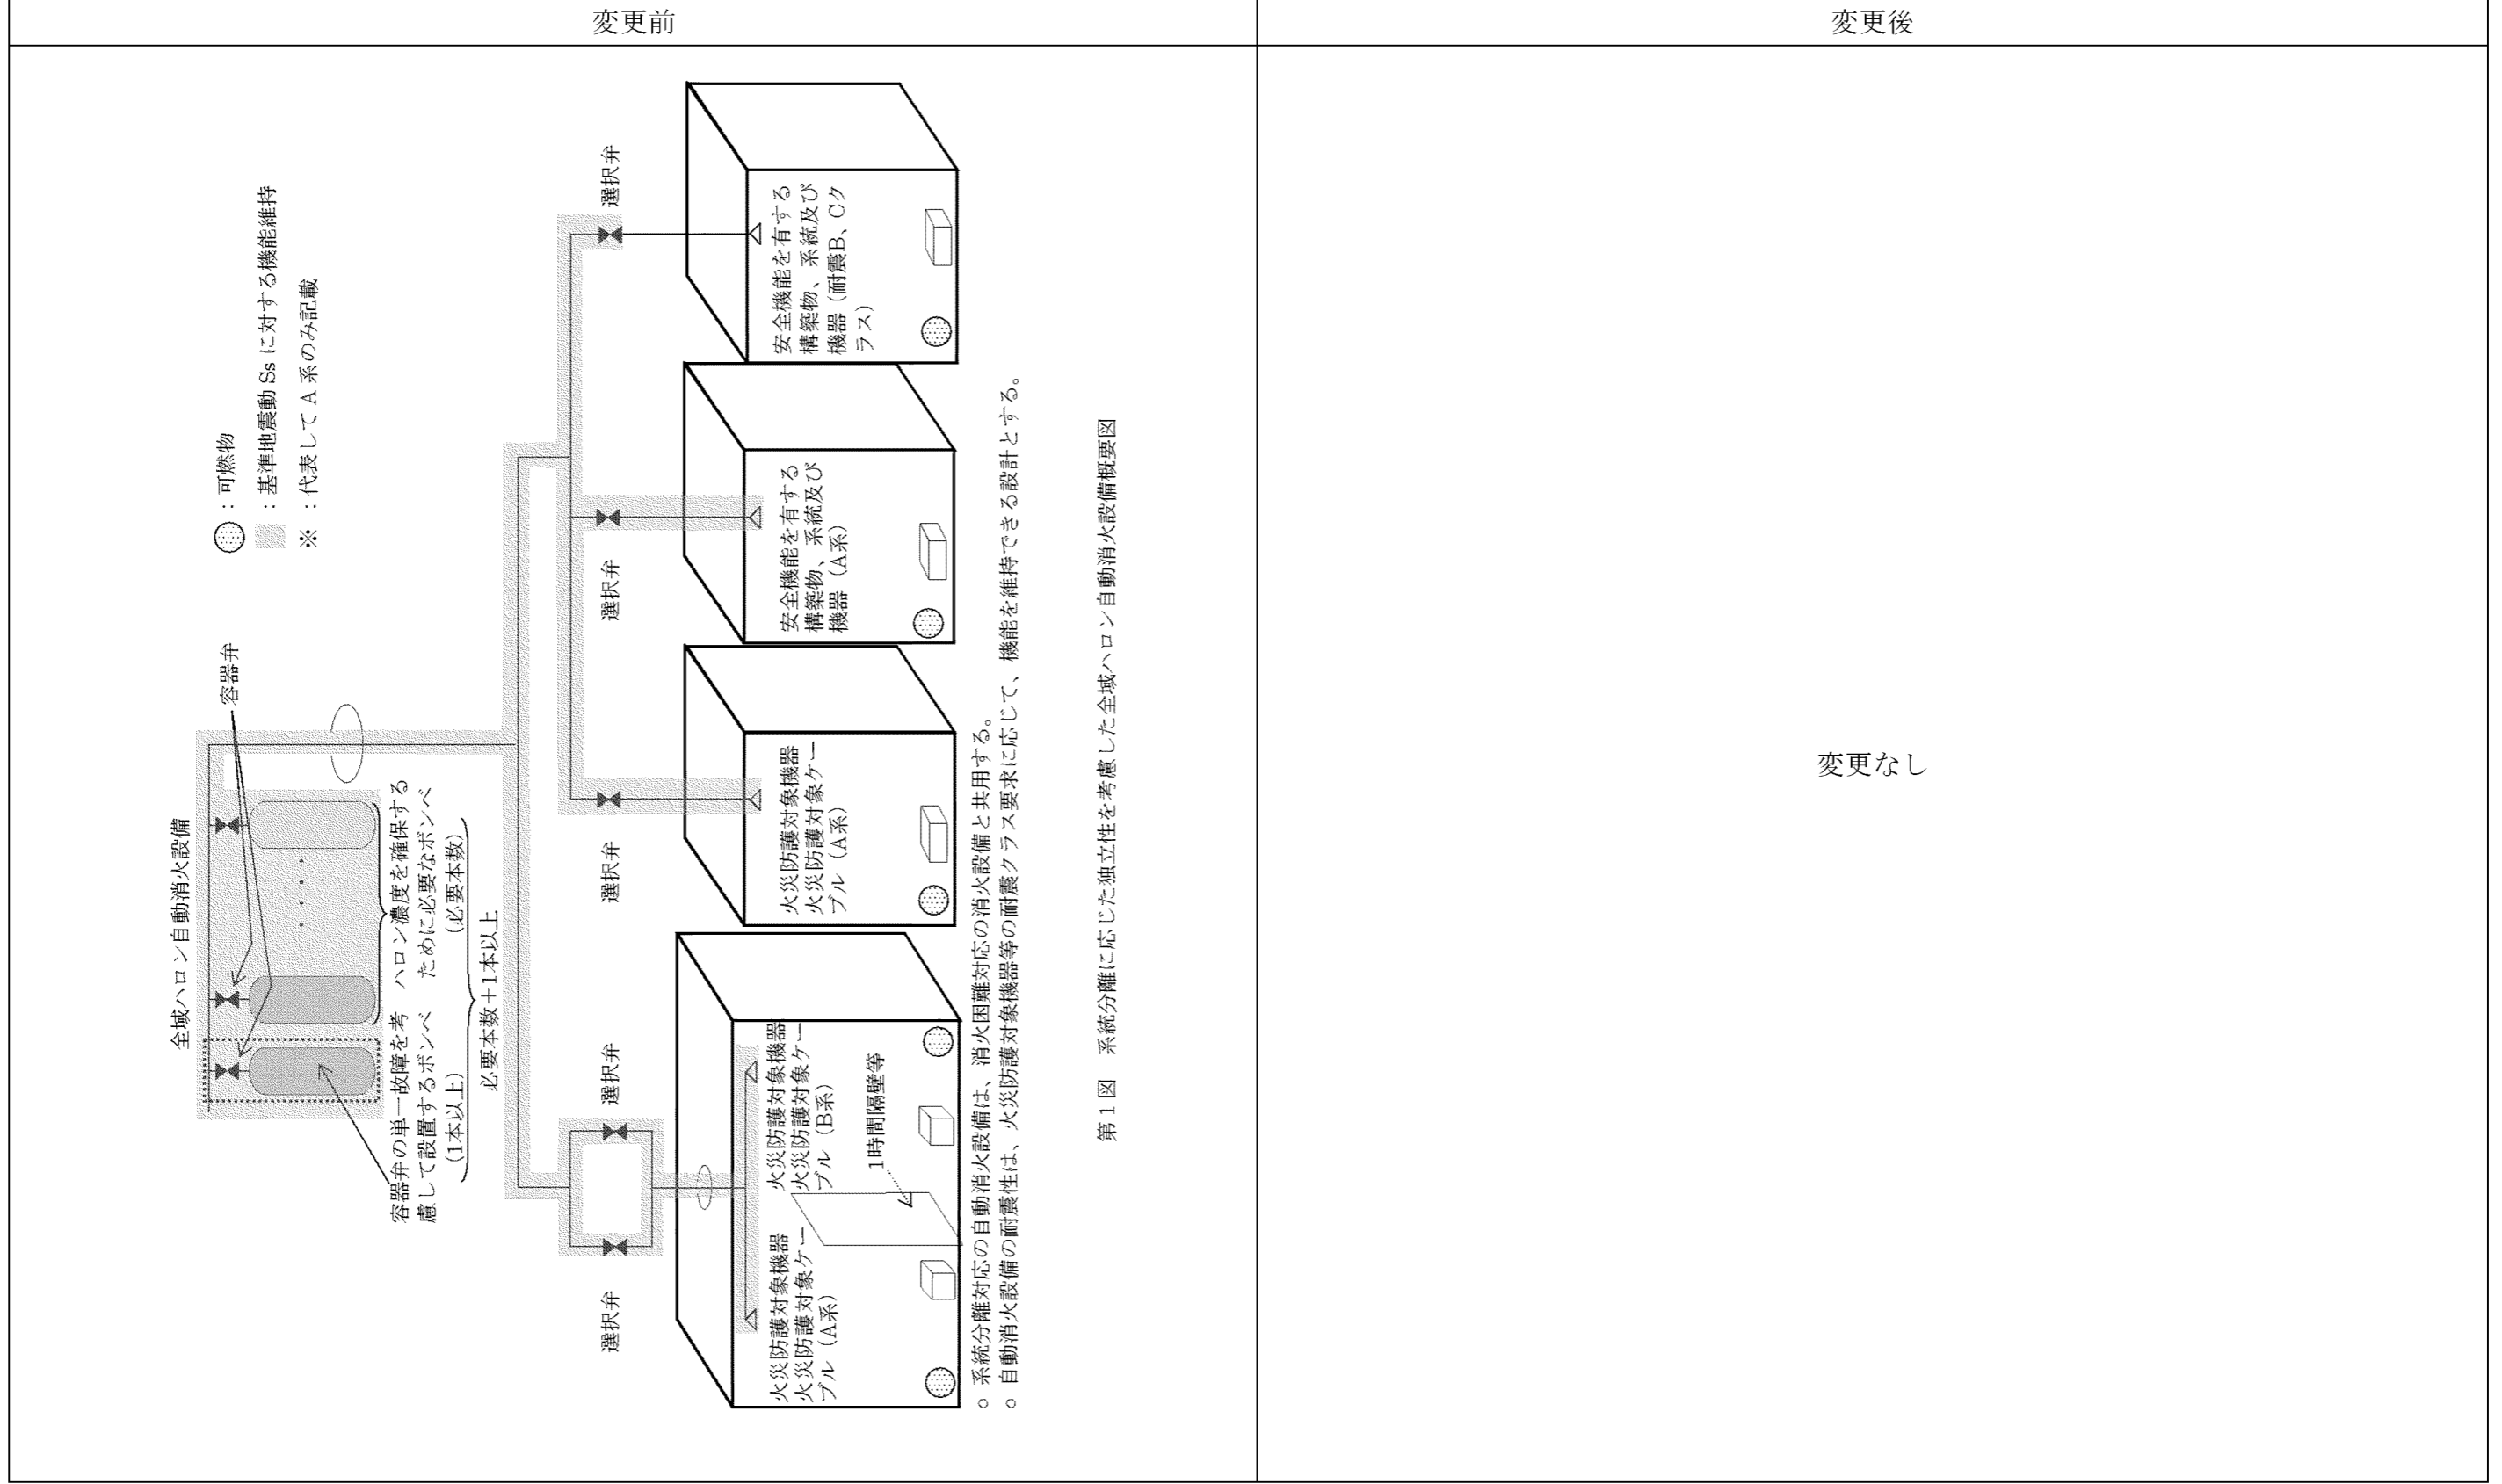 変更前
変更後
全域ハロン自動消火設備
容器弁
：可燃物
：基準地震動 Ss に対する機能維持
※：代表して A 系のみ記載
容器弁の単一故障を考
慮して設置するボンベ
(1本以上)
ハロン濃度を確保する
ために必要なボンベ
(必要本数)
必要本数＋1本以上
選択弁
選択弁
選択弁
選択弁
選択弁
火災防護対象機器
火災防護対象ケー
ブル（A系）
火災防護対象機器
火災防護対象ケー
ブル（B系）
1時間隔壁等
火災防護対象機器
火災防護対象ケー
ブル（A系）
安全機能を有する
構築物、系統及び
機器（A系）
安全機能を有する
構築物、系統及び
機器（耐震B、Cク
ラス）
○ 系統分離対応の自動消火設備は、消火困難対応の消火設備と共用する。
○ 自動消火設備の耐震性は、火災防護対象機器等の耐震クラス要求に応じて、機能を維持できる設計とする。
第１図　系統分離に応じた独立性を考慮した全域ハロン自動消火設備概要図
変更なし